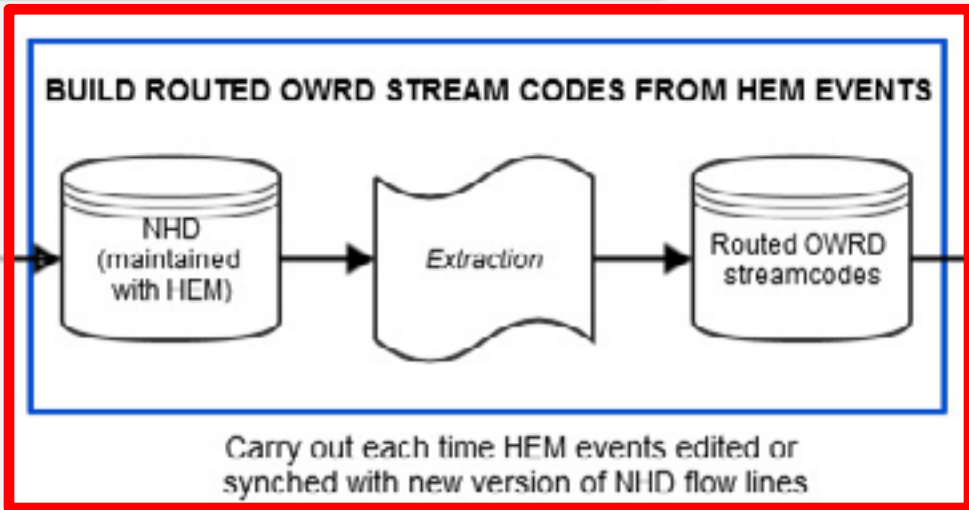 BUILD ROUTED OWRD STREAM CODES FROM HEM EVENTS
NHD
(maintained
with HEM)
Extraction
Routed OWRD
streamcodes
Carry out each time HEM events edited or
synched with new version of NHD flow lines